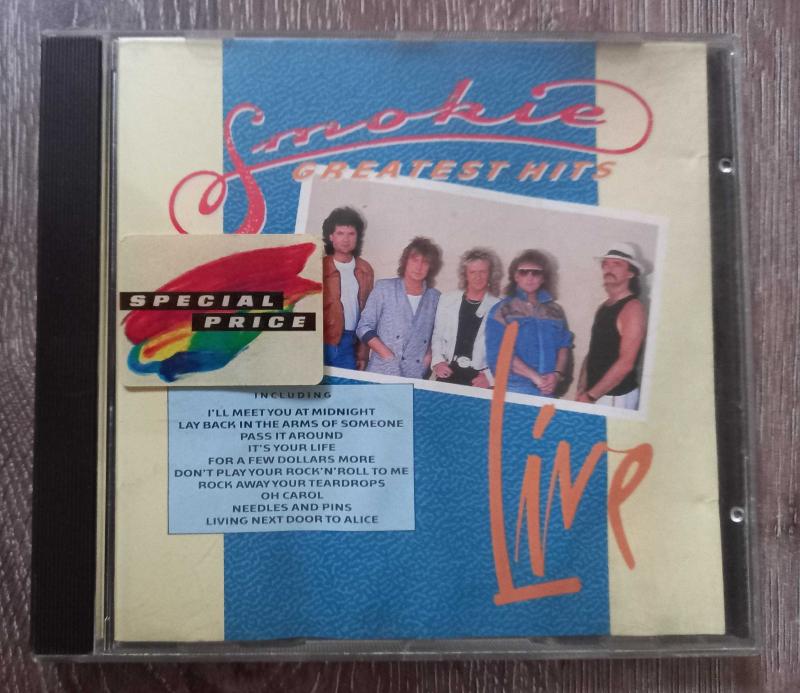 Smokie
GREATEST HITS
SPECIAL
PRICE
INCLUDING
I'LL MEET YOU AT MIDNIGHT
LAY BACK IN THE ARMS OF SOMEONE
PASS IT AROUND
IT'S YOUR LIFE
FOR A FEW DOLLARS MORE
DON'T PLAY YOUR ROCK'N'ROLL TO ME
ROCK AWAY YOUR TEARDROPS
OH CAROL
NEEDLES AND PINS
LIVING NEXT DOOR TO ALICE
Live